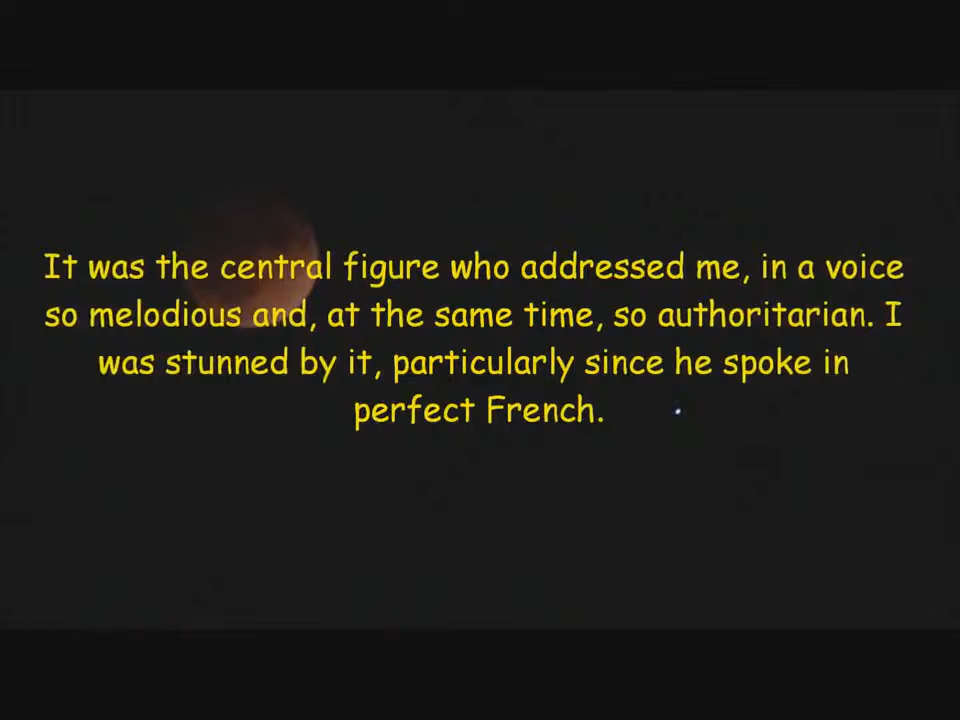 It was the central figure who addressed me, in a voice
so melodious and, at the same time, so authoritarian. I
was stunned by it, particularly since he spoke in
perfect French.